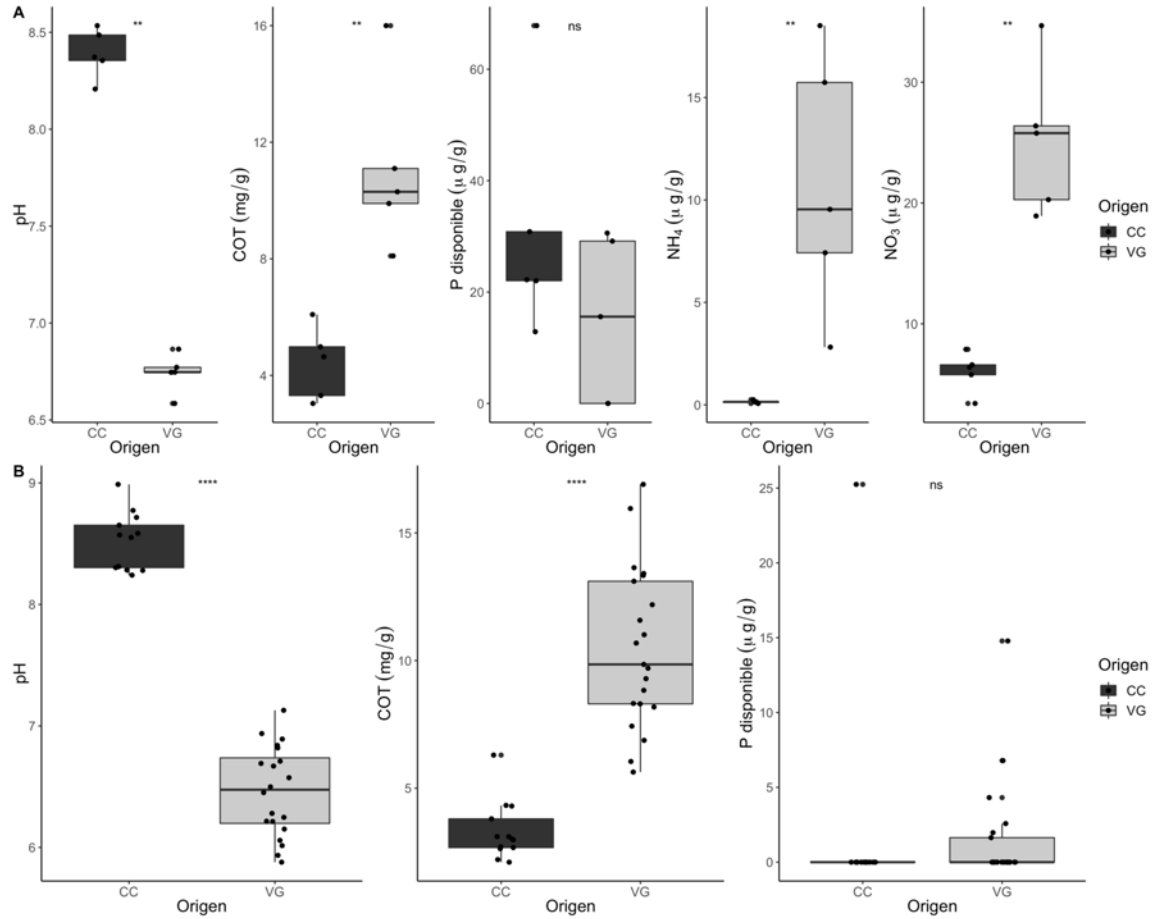 A
pH
8.5
8.0
7.5
7.0
6.5
**
CC
VG
Origen
COT (mg/g)
16
12
8
4
**
CC
VG
Origen
P disponible (μ g/g)
60
40
20
0
ns
CC
VG
Origen
NH4 (μ g/g)
15
10
5
0
**
CC
VG
Origen
NO3 (μ g/g)
30
20
10
**
CC
VG
Origen
Origen
CC
VG
B
pH
9
8
7
6
****
CC
VG
Origen
COT (mg/g)
15
10
5
****
CC
VG
Origen
P disponible (μ g/g)
25
20
15
10
5
0
ns
CC
VG
Origen
Origen
CC
VG